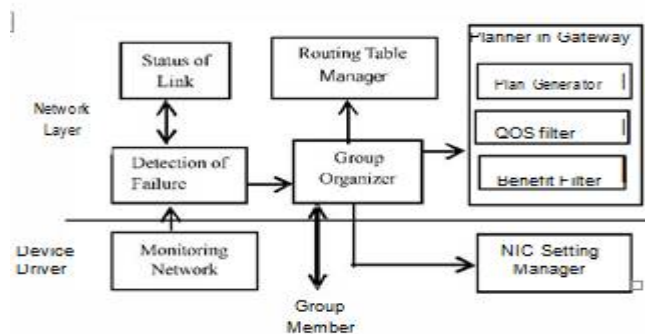 Planner in Gateway
Status of
Link
Routing Table
Manager
Plan Generator
Network
Layer
QOS filter
Detection of
Failure
Group
Organizer
Benefit Filter
Device
Driver
Monitoring
Network
NIC Setting
Manager
Group
Member